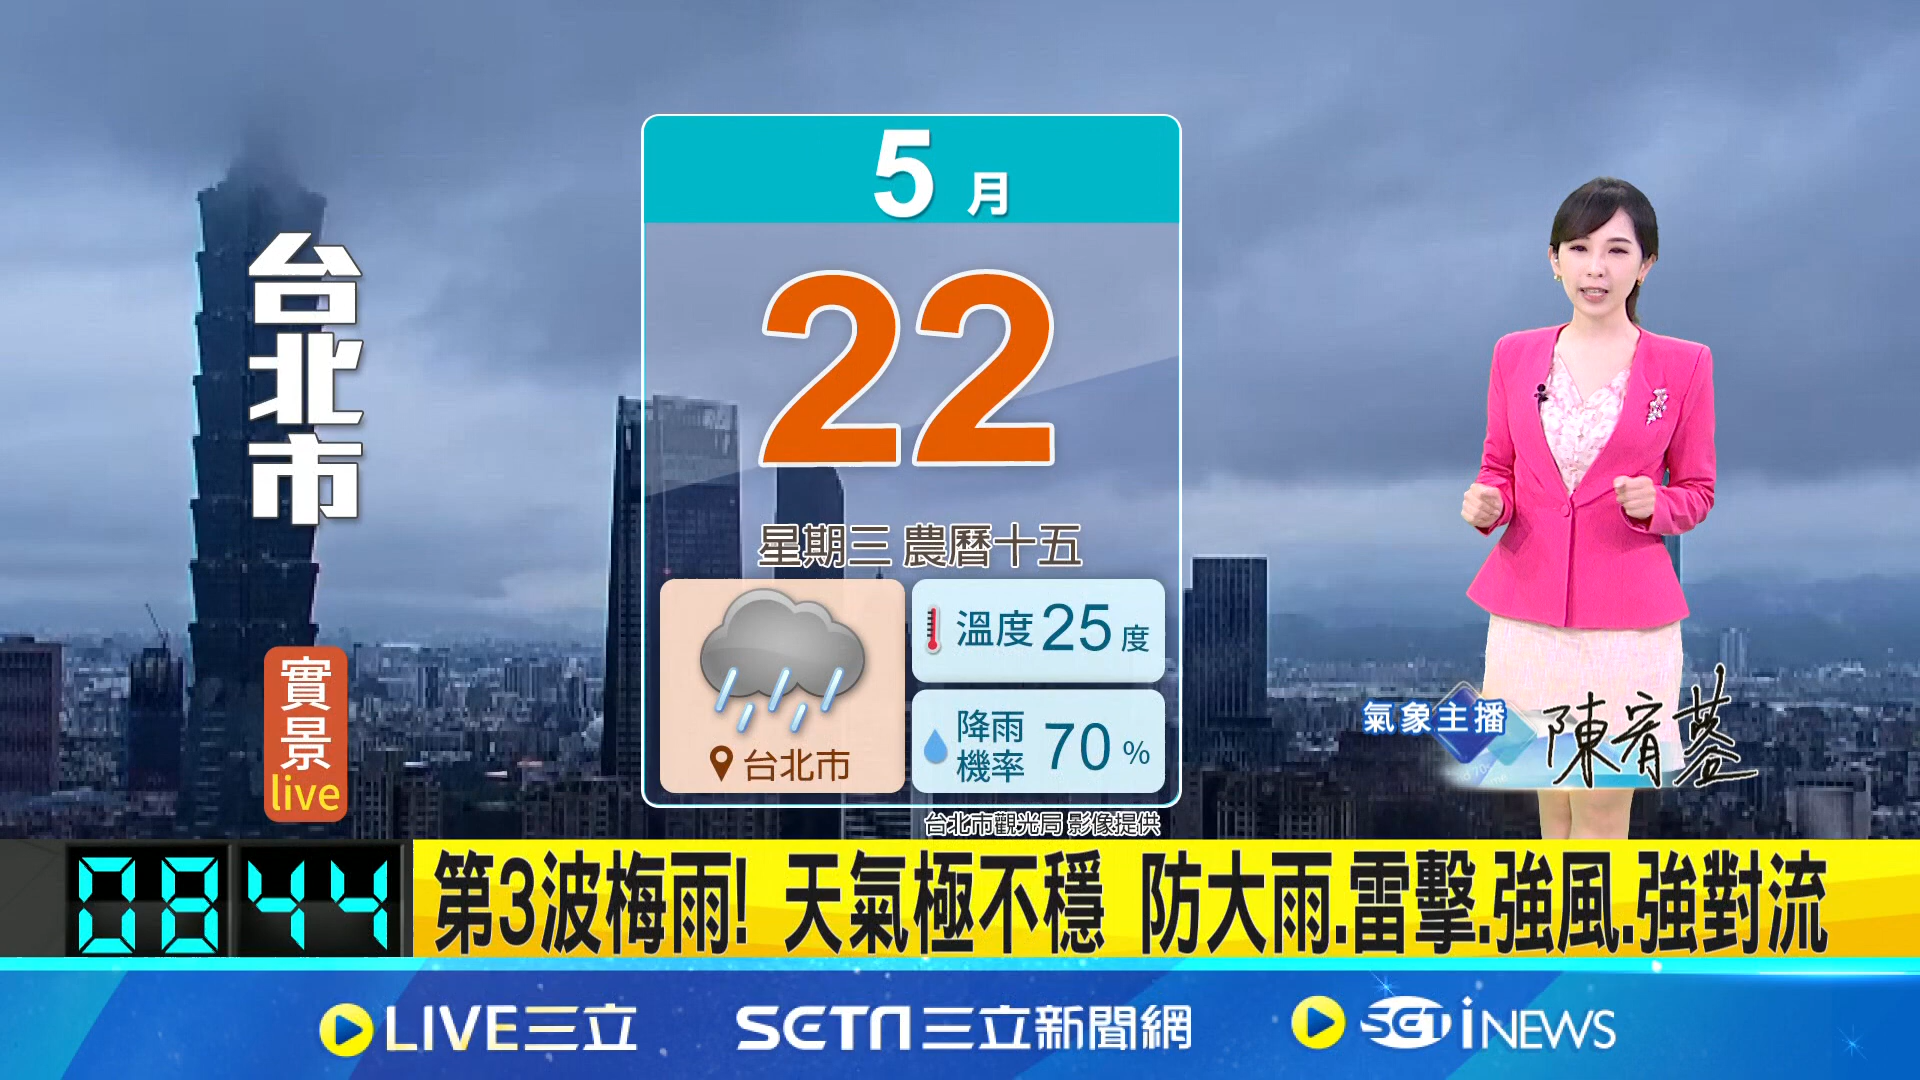 台北市
實景
live
5月
22
星期三 農曆十五
台北市
溫度25度
降雨機率 70%
台北市觀光局 影像提供
氣象主播
陳宥蓉
08 44
第3波梅雨! 天氣極不穩 防大雨.雷擊.強風.強對流
LIVE三立
SETN三立新聞網
SET iNEWS